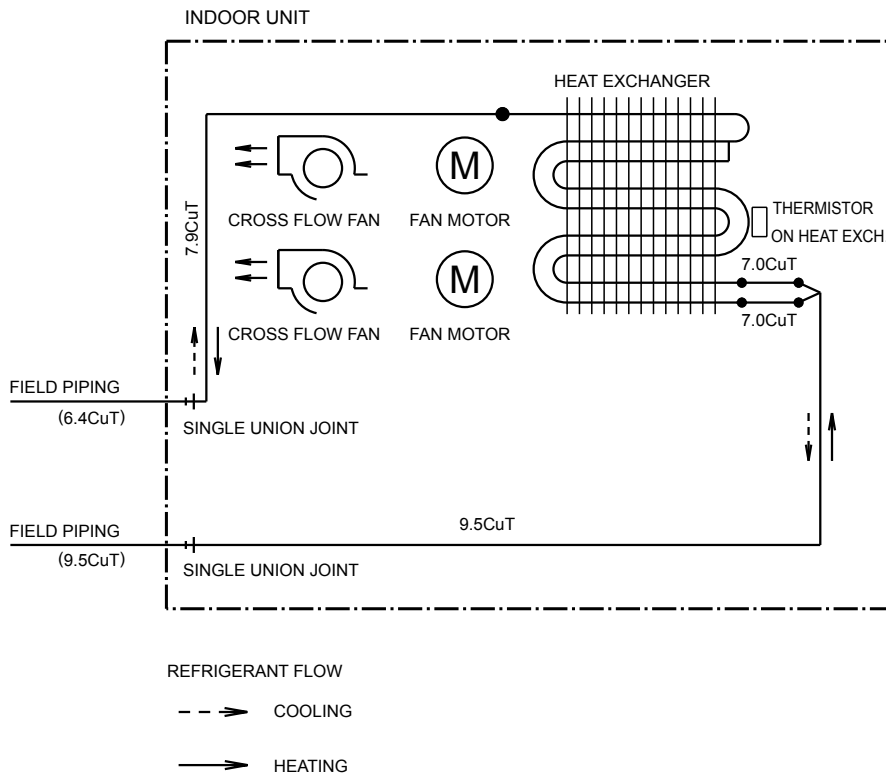 INDOOR UNIT
HEAT EXCHANGER
M
CROSS FLOW FAN
FAN MOTOR
7.9CuT
THERMISTOR
ON HEAT EXCH.
M
CROSS FLOW FAN
FAN MOTOR
7.0CuT
7.0CuT
FIELD PIPING
(6.4CuT)
SINGLE UNION JOINT
FIELD PIPING
(9.5CuT)
9.5CuT
SINGLE UNION JOINT
REFRIGERANT FLOW
COOLING
HEATING